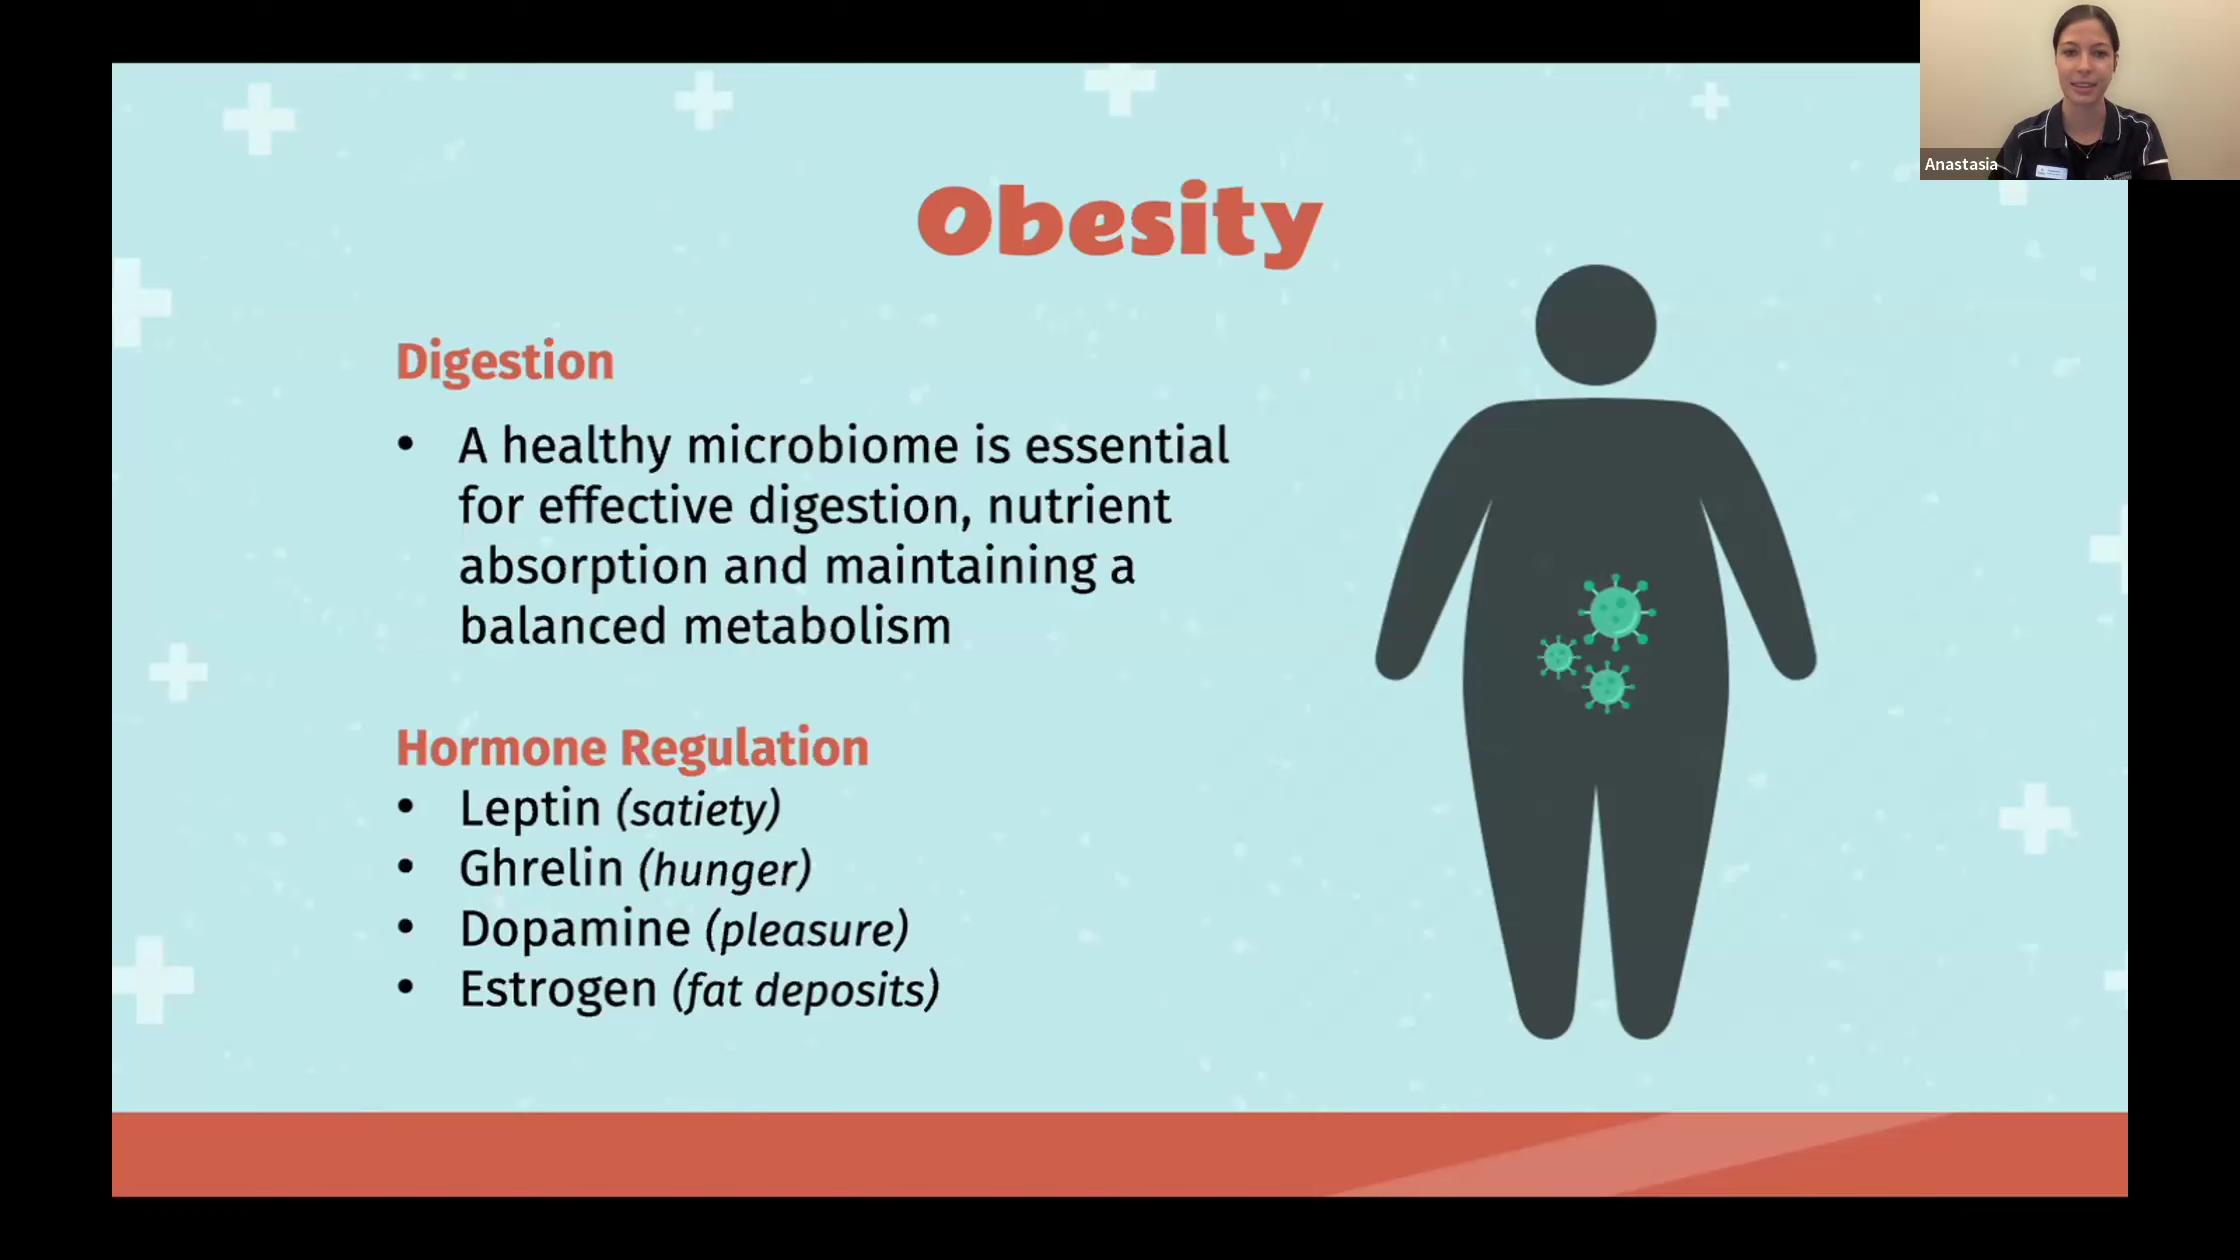 Obesity
Digestion
• A healthy microbiome is essential
for effective digestion, nutrient
absorption and maintaining a
balanced metabolism
Hormone Regulation
• Leptin (satiety)
• Ghrelin (hunger)
• Dopamine (pleasure)
• Estrogen (fat deposits)
Anastasia